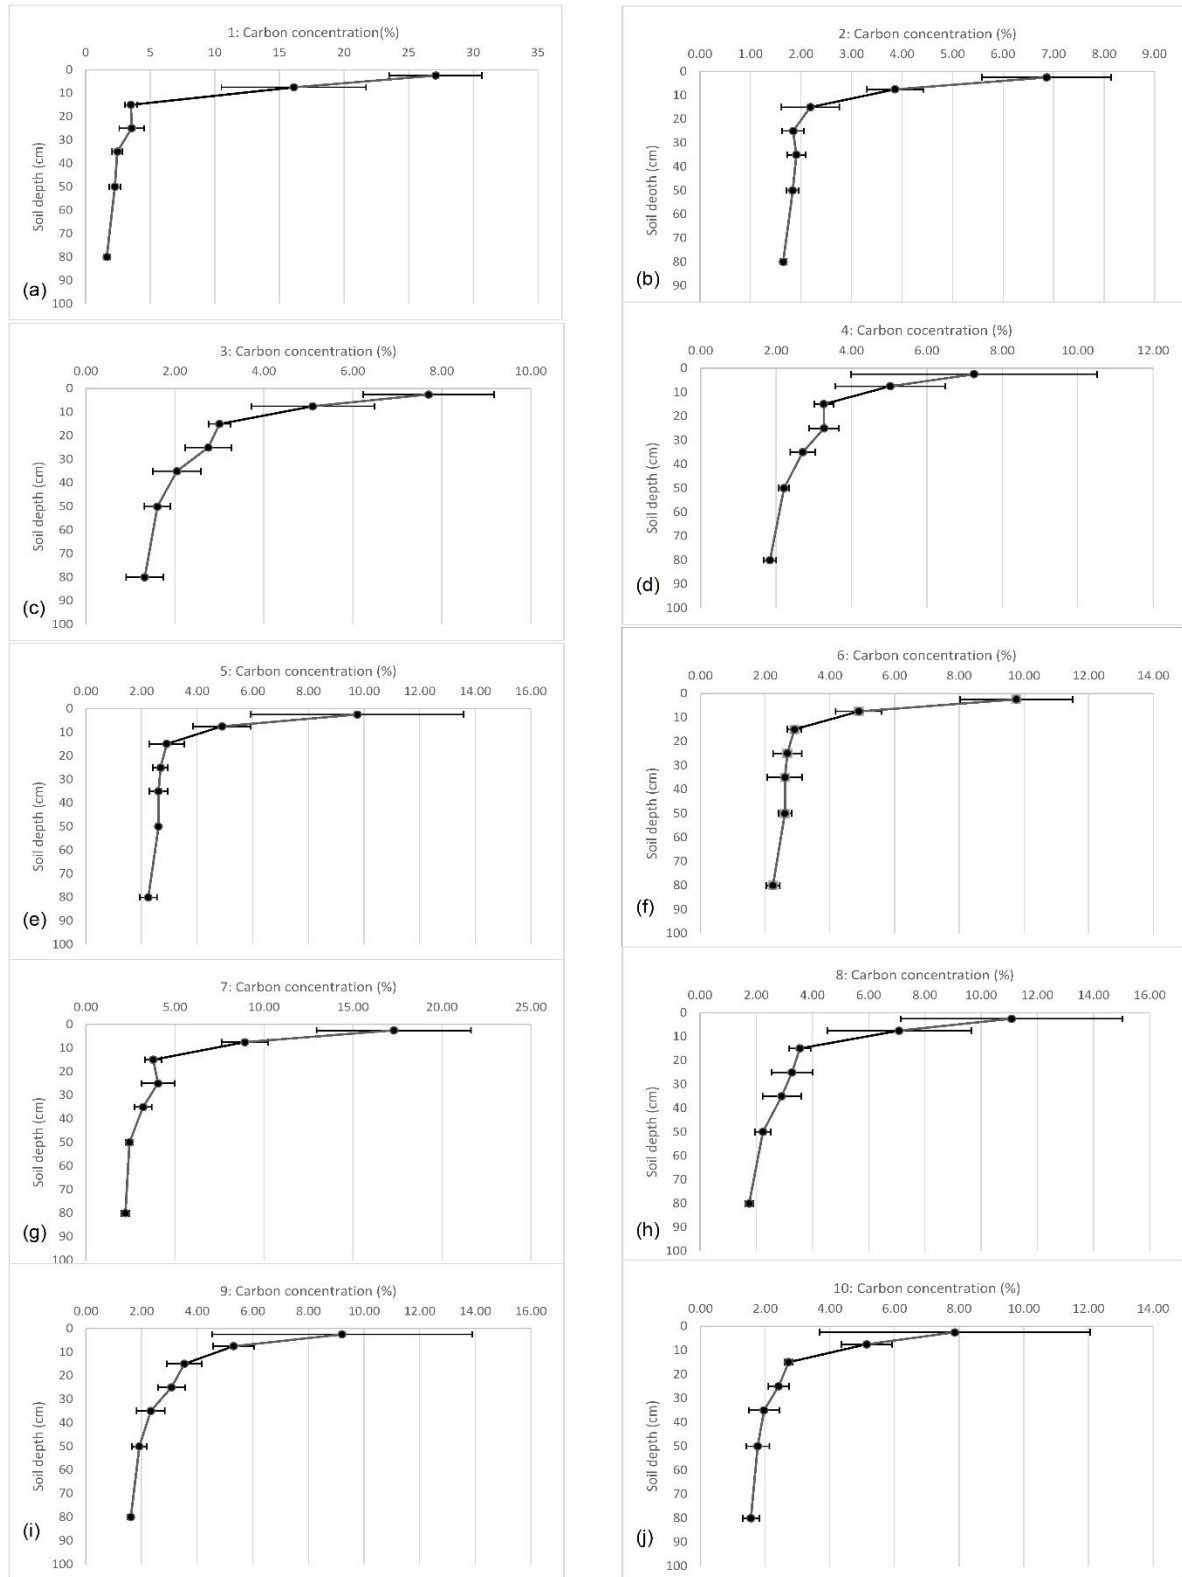 1: Carbon concentration(%)
0 5 10 15 20 25 30 35
0
10
20
30
40
50
60
70
80
90
100
Soil depth (cm)
(a)
2: Carbon concentration (%)
0.00 1.00 2.00 3.00 4.00 5.00 6.00 7.00 8.00 9.00
0
10
20
30
40
50
60
70
80
90
Soil deoth (cm)
(b)
3: Carbon concentration (%)
0.00 2.00 4.00 6.00 8.00 10.00
0
10
20
30
40
50
60
70
80
90
100
Soil depth (cm)
(c)
4: Carbon cocentration (%)
0.00 2.00 4.00 6.00 8.00 10.00 12.00
0
10
20
30
40
50
60
70
80
90
100
Soil depth (cm)
(d)
5: Carbon concentration (%)
0.00 2.00 4.00 6.00 8.00 10.00 12.00 14.00 16.00
0
10
20
30
40
50
60
70
80
90
100
Soil depth (cm)
(e)
6: Carbon concentration (%)
0.00 2.00 4.00 6.00 8.00 10.00 12.00 14.00
0
10
20
30
40
50
60
70
80
90
100
Soil depth (cm)
(f)
7: Carbon concentration (%)
0.00 5.00 10.00 15.00 20.00 25.00
0
10
20
30
40
50
60
70
80
90
100
Soil depth (cm)
(g)
8: Carbon concentration (%)
0.00 2.00 4.00 6.00 8.00 10.00 12.00 14.00 16.00
0
10
20
30
40
50
60
70
80
90
100
Soil depth (cm)
(h)
9: Carbon concentration (%)
0.00 2.00 4.00 6.00 8.00 10.00 12.00 14.00 16.00
0
10
20
30
40
50
60
70
80
90
100
Soil depth (cm)
(i)
10: Carbon concentration (%)
0.00 2.00 4.00 6.00 8.00 10.00 12.00 14.00
0
10
20
30
40
50
60
70
80
90
100
Soil depth (cm)
(j)